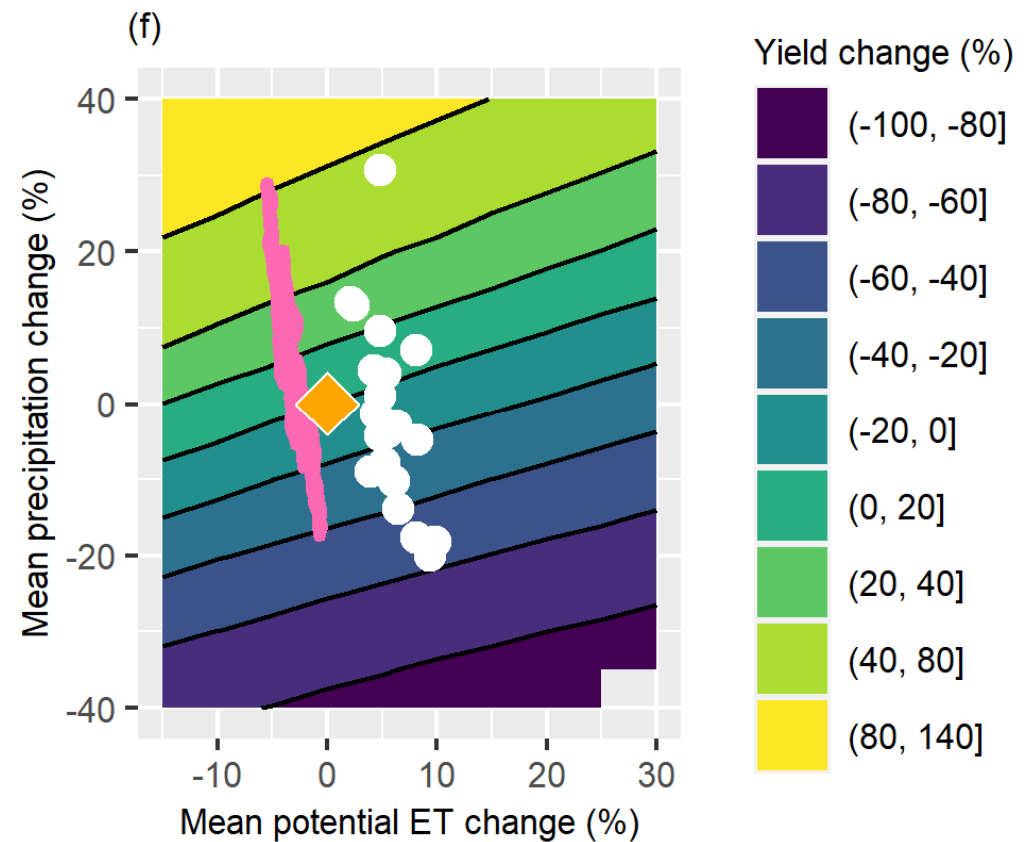 (f)
Yield change (%)
(-100, -80]
(-80, -60]
(-60, -40]
(-40, -20]
(-20, 0]
(0, 20]
(20, 40]
(40, 80]
(80, 140]
Mean precipitation change (%)
40
20
0
-20
-40
-10 0 10 20 30
Mean potential ET change (%)